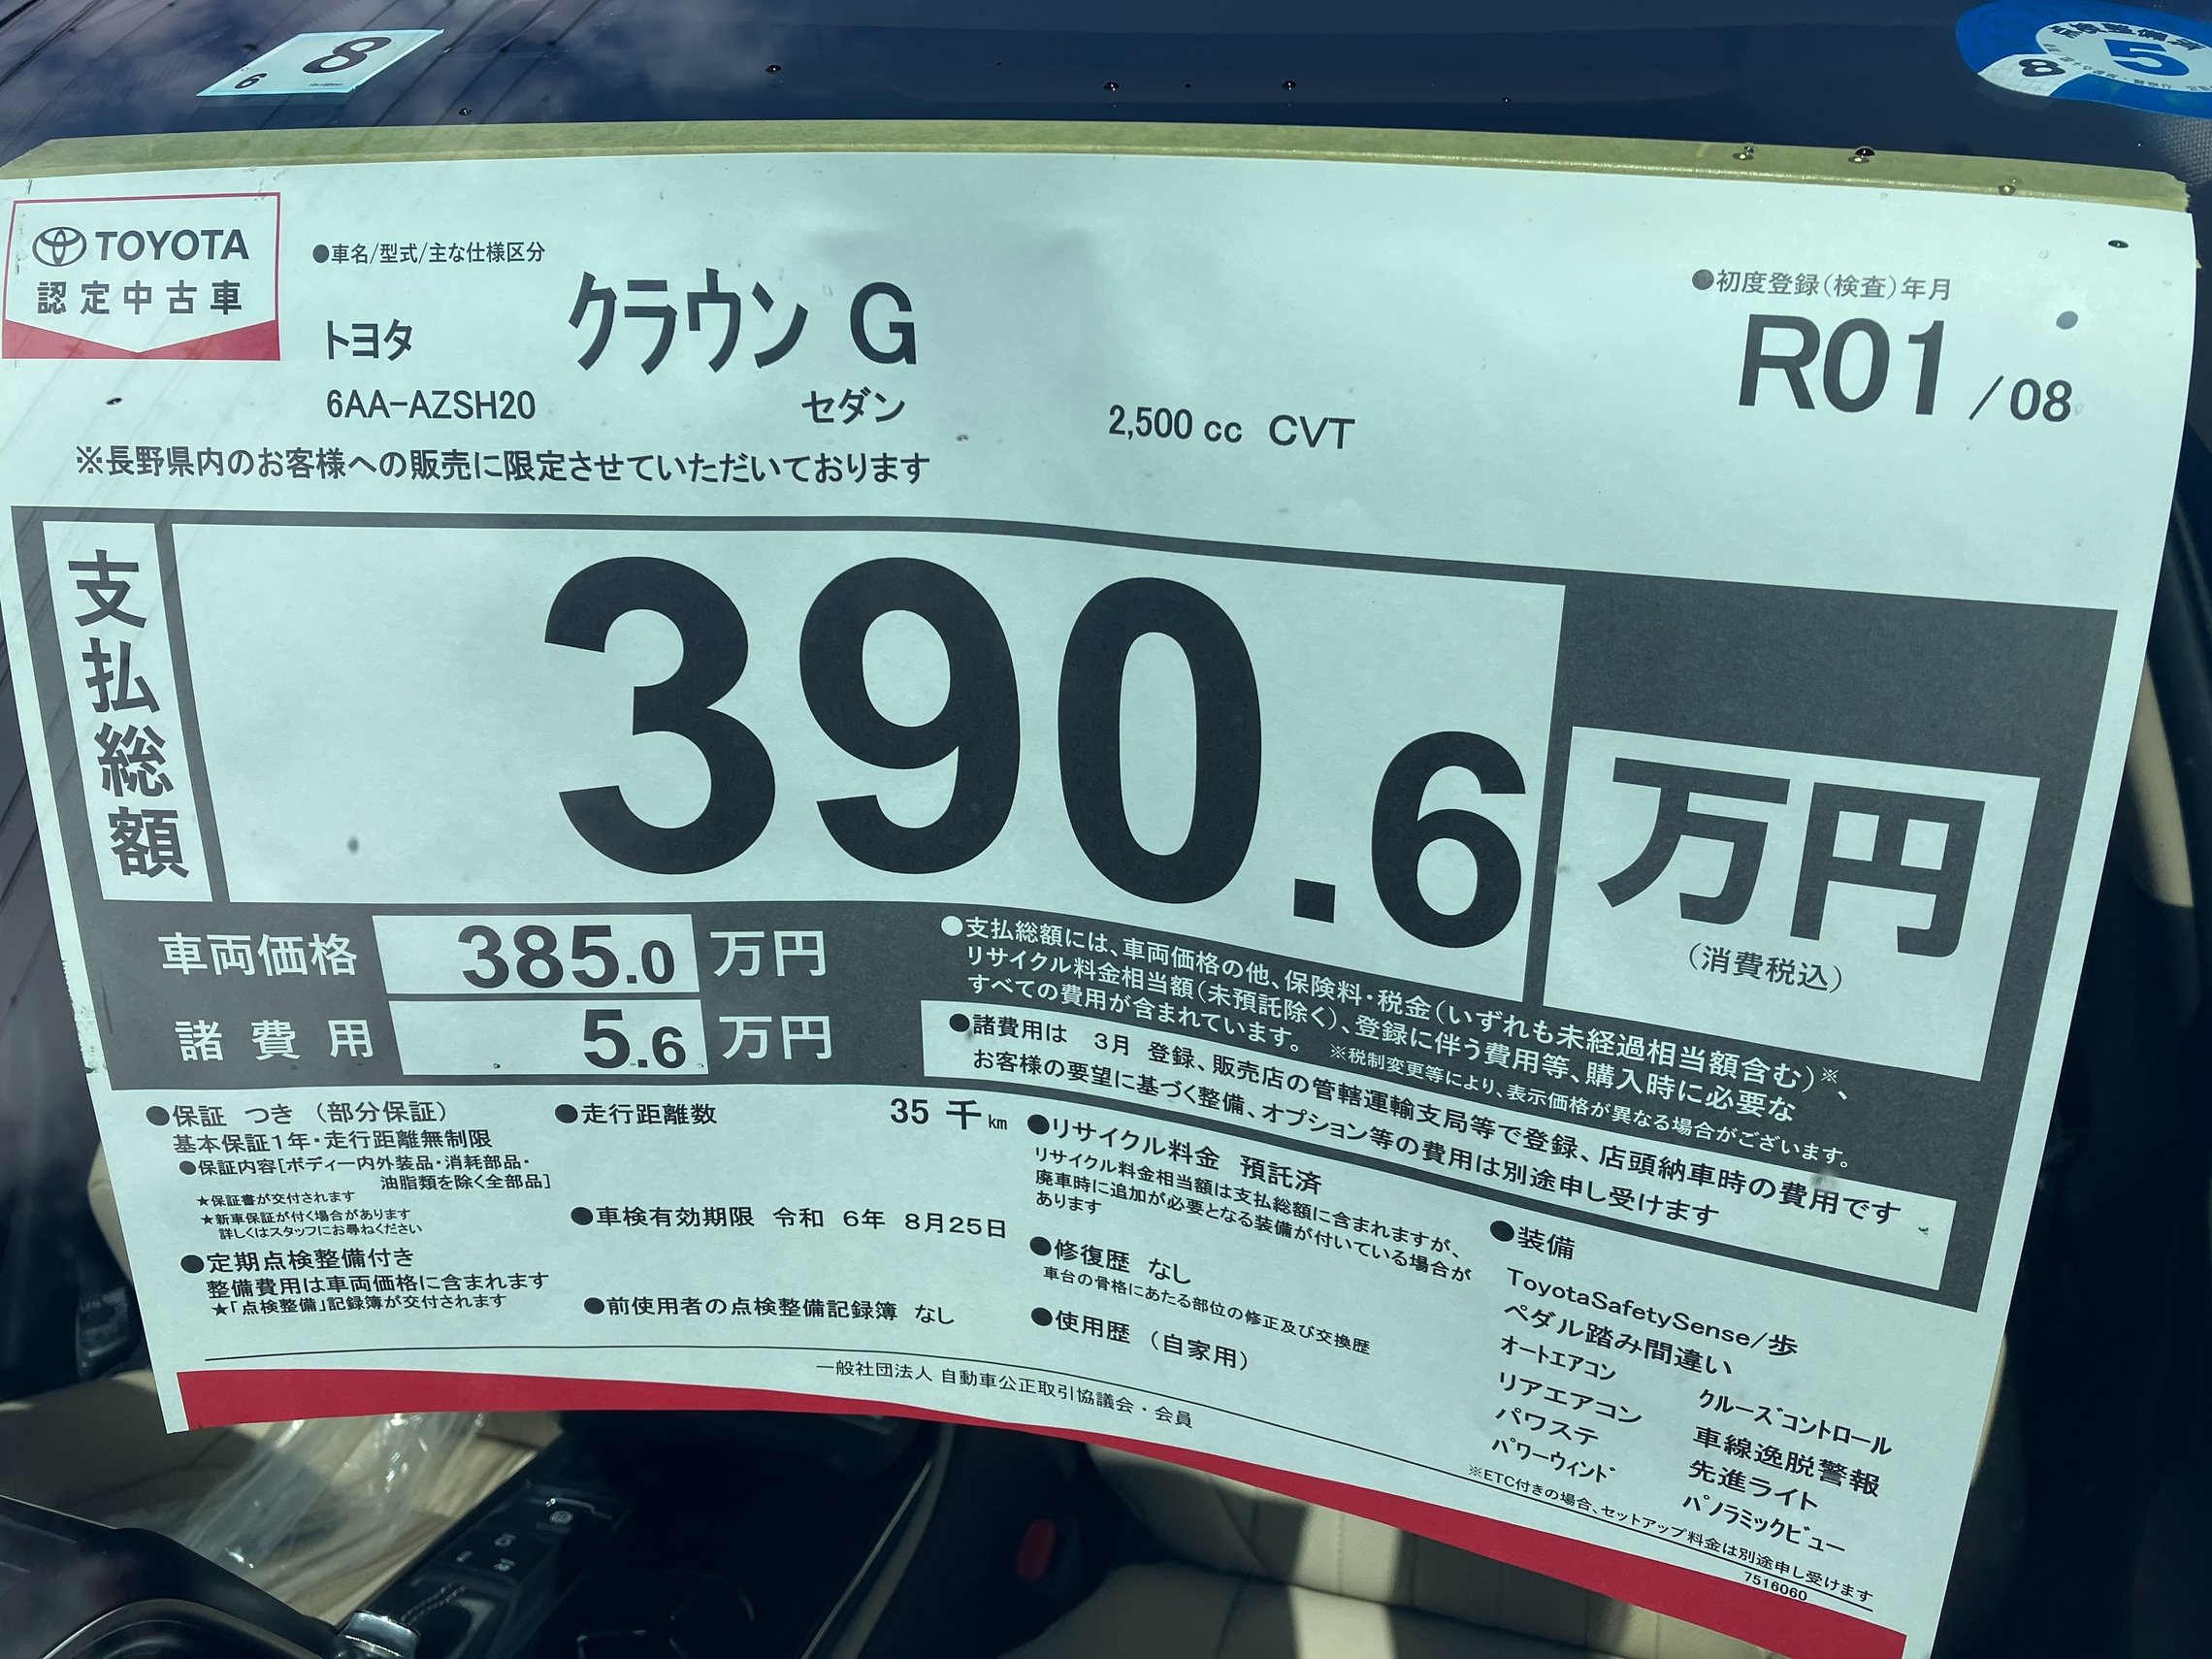 8
6
点検整備済
5
8
TOYOTA
認定中古車
●車名/型式/主な仕様区分
トヨタ
クラウン G
6AA-AZSH20
セダン
2,500 cc CVT
●初度登録(検査)年月
R01/08
※長野県内のお客様への販売に限定させていただいております
支払総額
390.6
万円
(消費税込)
車両価格 385.0 万円
諸費用 5.6 万円
●支払総額には、車両価格の他、保険料・税金(いずれも未経過相当額含む)※、
リサイクル料金相当額(未預託除く)、登録に伴う費用等、購入時に必要な
すべての費用が含まれています。 ※税制変更等により、表示価格が異なる場合がございます。
●諸費用は 3月 登録、販売店の管轄運輸支局等で登録、店頭納車時の費用です
お客様の要望に基づく整備、オプション等の費用は別途申し受けます
●保証 つき (部分保証)
基本保証1年・走行距離無制限
●保証内容[ボディー内外装品・消耗部品・
油脂類を除く全部品]
★保証書が交付されます
★新車保証が付く場合があります
詳しくはスタッフにお尋ねください
●定期点検整備付き
整備費用は車両価格に含まれます
★「点検整備」記録簿が交付されます
●走行距離数 35 千km
●車検有効期限 令和 6年 8月25日
●前使用者の点検整備記録簿 なし
●リサイクル料金 預託済
リサイクル料金相当額は支払総額に含まれますが、
廃車時に追加が必要となる装備が付いている場合が
あります
●修復歴 なし
車台の骨格にあたる部位の修正及び交換歴
●使用歴 (自家用)
●装備
ToyotaSafetySense/歩
ペダル踏み間違い
オートエアコン
リアエアコン
パワステ
パワーウィンド
クルーズコントロール
車線逸脱警報
先進ライト
パノラミックビュー
一般社団法人 自動車公正取引協議会・会員
※ETC付きの場合、セットアップ料金は別途申し受けます
7516060